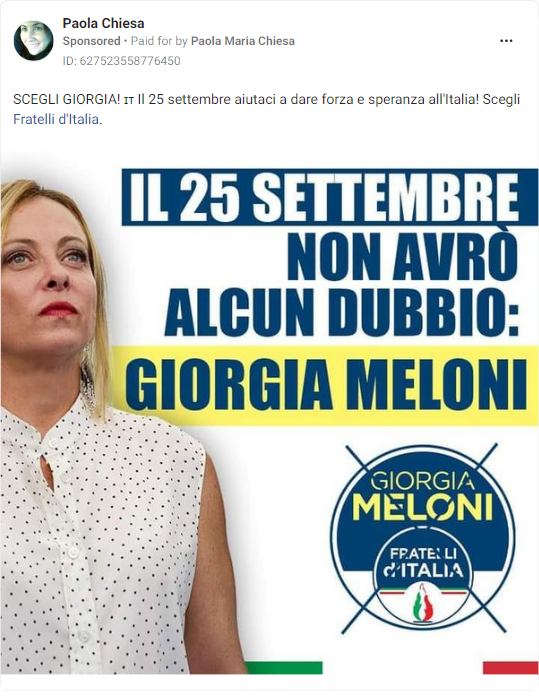 Paola Chiesa
Sponsored • Paid for by Paola Maria Chiesa
ID: 627523558776450
SCEGLI GIORGIA! ɪᴛ Il 25 settembre aiutaci a dare forza e speranza all'Italia! Scegli
Fratelli d'Italia.
IL 25 SETTEMBRE
NON AVRÒ
ALCUN DUBBIO:
GIORGIA MELONI
GIORGIA
MELONI
FRATELLI
d'ITALIA